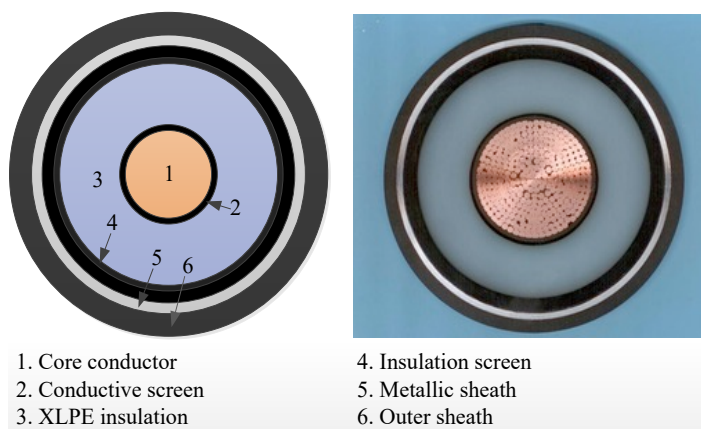 1
3
2
4
5
6
1. Core conductor
2. Conductive screen
3. XLPE insulation
4. Insulation screen
5. Metallic sheath
6. Outer sheath